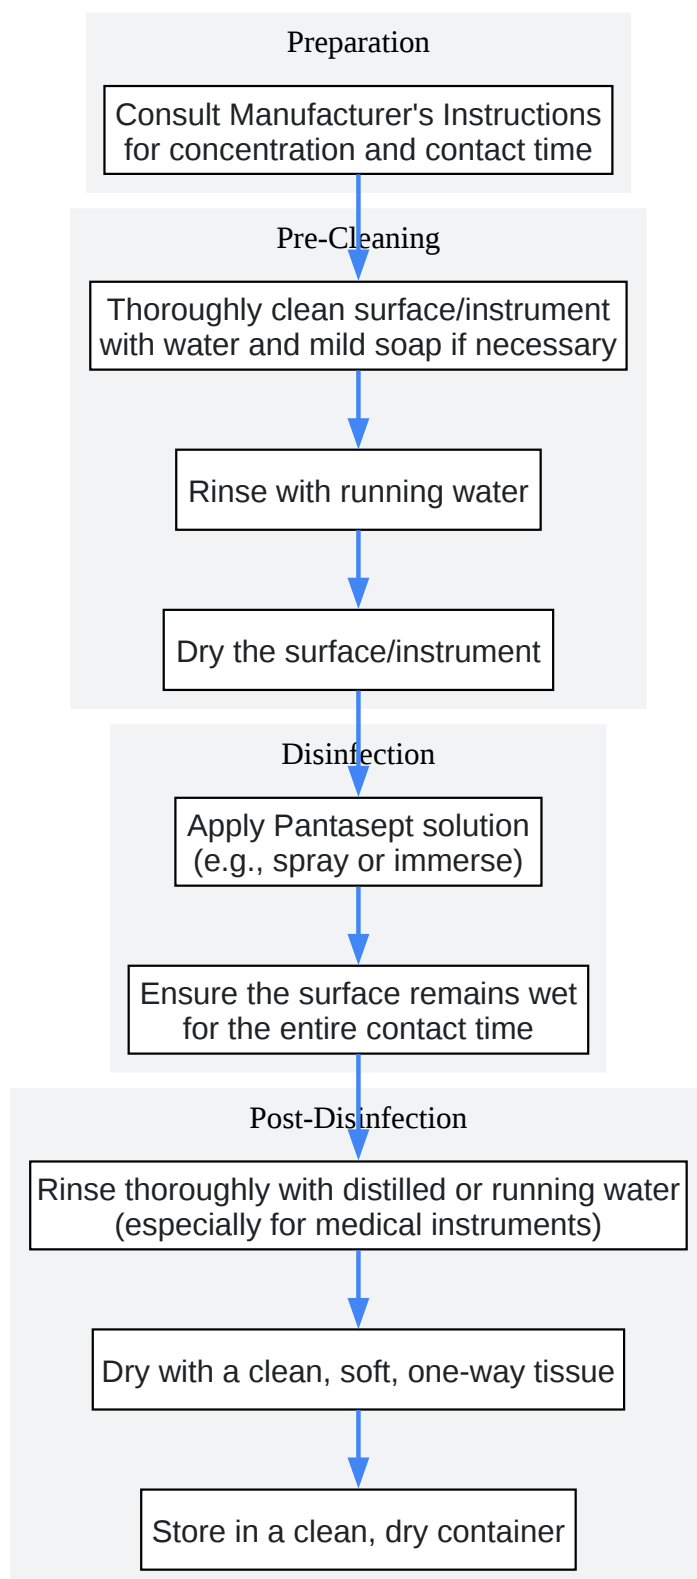 Preparation
Consult Manufacturer's Instructions
for concentration and contact time
Pre-Cleaning
Thoroughly clean surface/instrument
with water and mild soap if necessary
Rinse with running water
Dry the surface/instrument
Disinfection
Apply Pantasept solution
(e.g., spray or immerse)
Ensure the surface remains wet
for the entire contact time
Post-Disinfection
Rinse thoroughly with distilled or running water
(especially for medical instruments)
Dry with a clean, soft, one-way tissue
Store in a clean, dry container